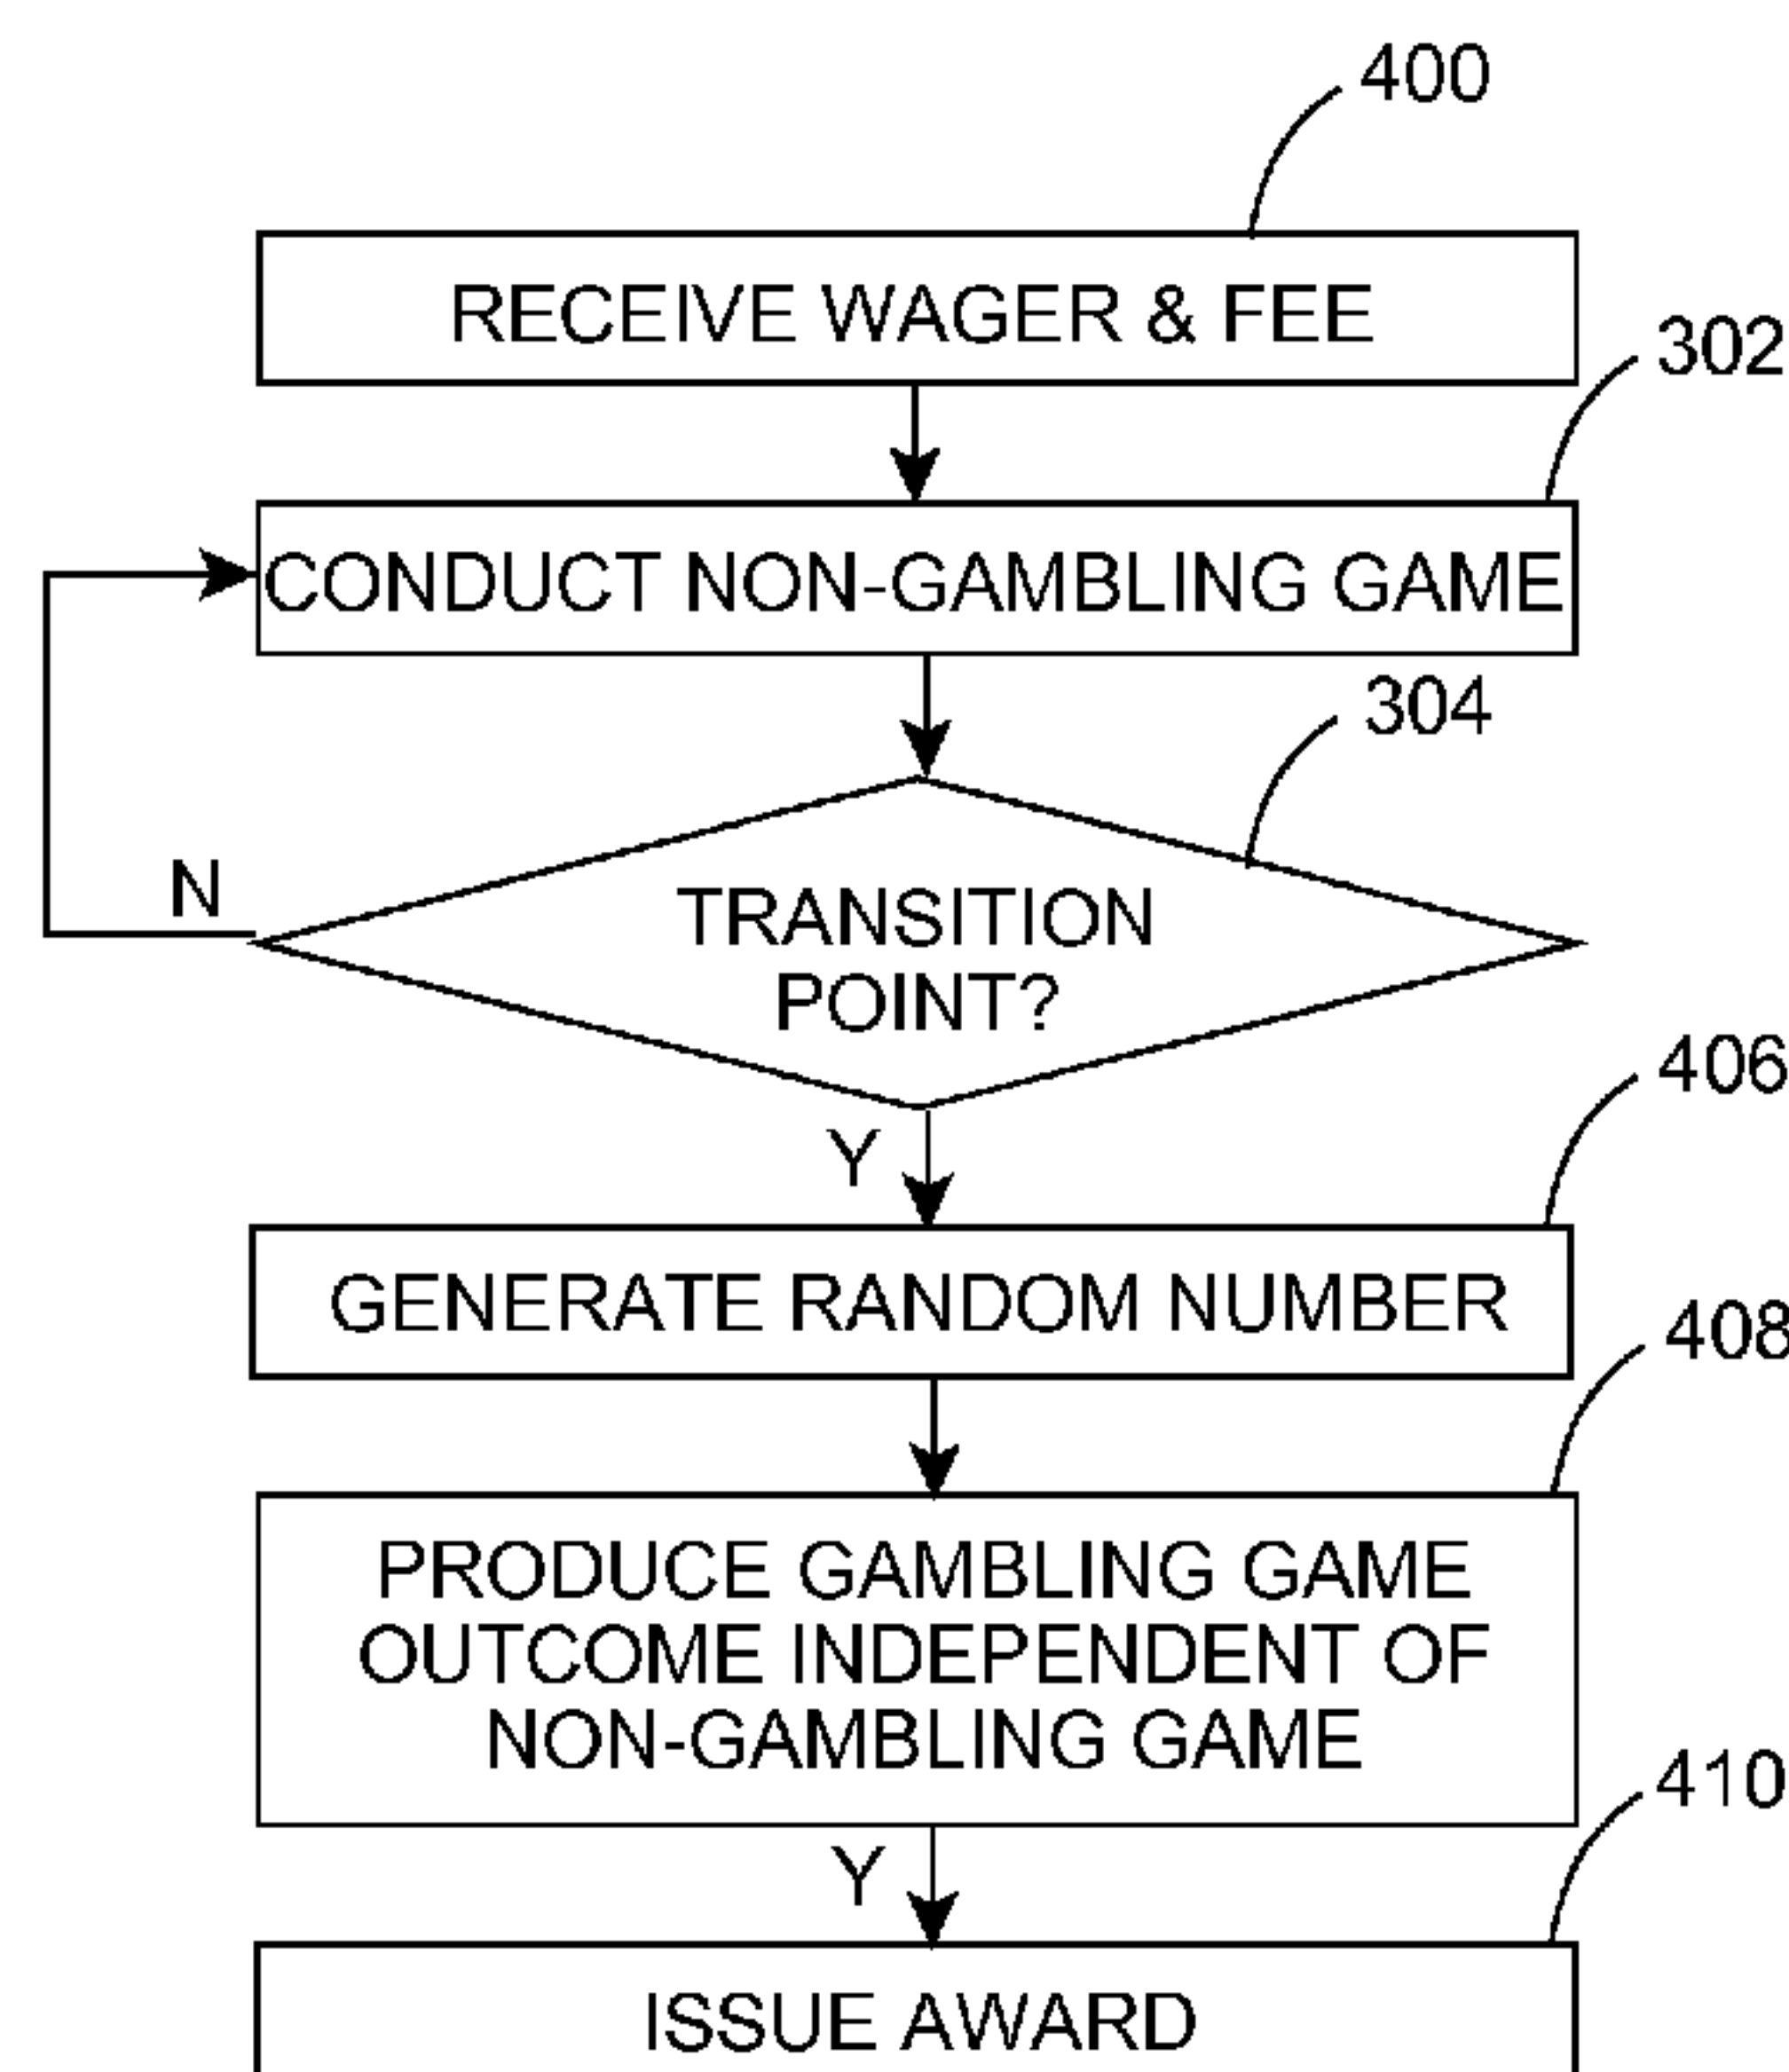 400
RECEIVE WAGER & FEE
302
CONDUCT NON-GAMBLING GAME
304
N
TRANSITION
POINT?
406
Y
GENERATE RANDOM NUMBER
408
PRODUCE GAMBLING GAME
OUTCOME INDEPENDENT OF
NON-GAMBLING GAME
410
Y
ISSUE AWARD